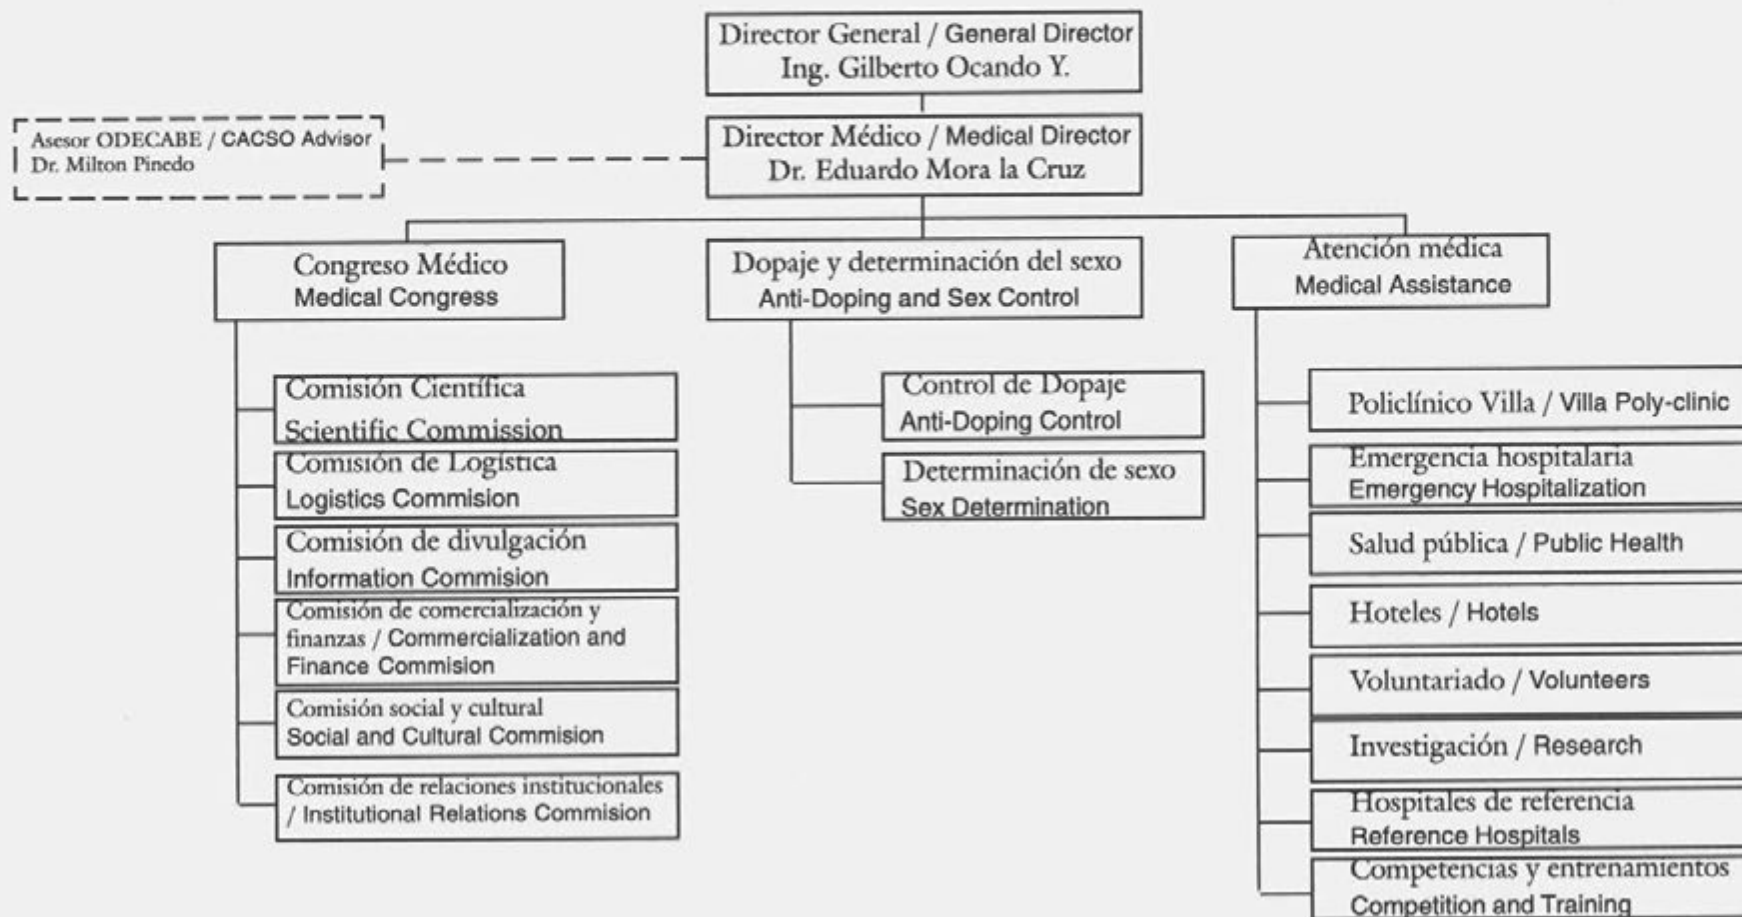 Director General / General Director
Ing. Gilberto Ocando Y.
Asesor ODECABE / CACSO Advisor
Dr. Milton Pinedo
Director Médico / Medical Director
Dr. Eduardo Mora la Cruz
Congreso Médico
Medical Congress
Comisión Científica
Scientific Commission
Comisión de Logística
Logistics Commision
Comisión de divulgación
Information Commision
Comisión de comercialización y
finanzas / Commercialization and
Finance Commision
Comisión social y cultural
Social and Cultural Commision
Comisión de relaciones institucionales
/ Institutional Relations Commision
Dopaje y determinación del sexo
Anti-Doping and Sex Control
Control de Dopaje
Anti-Doping Control
Determinación de sexo
Sex Determination
Atención médica
Medical Assistance
Policlínico Villa / Villa Poly-clinic
Emergencia hospitalaria
Emergency Hospitalization
Salud pública / Public Health
Hoteles / Hotels
Voluntariado / Volunteers
Investigación / Research
Hospitales de referencia
Reference Hospitals
Competencias y entrenamientos
Competition and Training